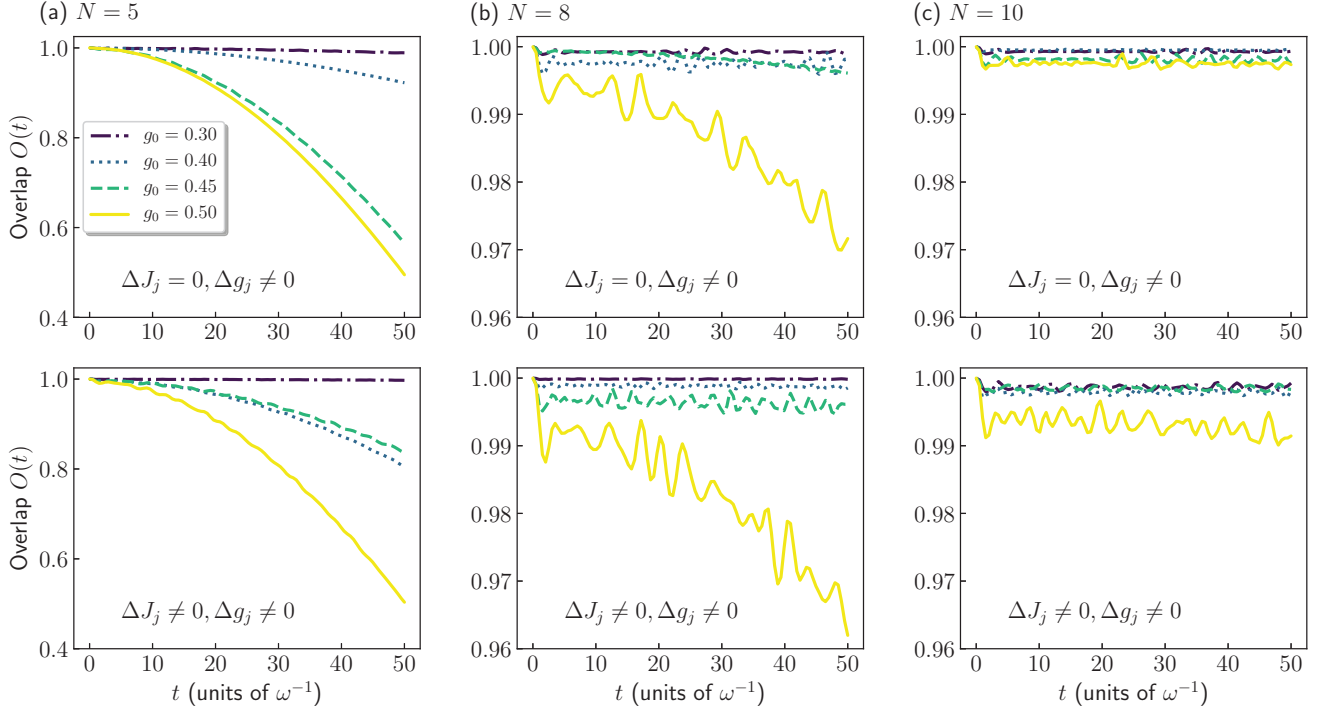 (a) N = 5
(b) N = 8
(c) N = 10
1.0
0.8
0.6
0.4
Overlap O(t)
g₀ = 0.30
g₀ = 0.40
g₀ = 0.45
g₀ = 0.50
ΔJⱼ = 0, Δgⱼ ≠ 0
0 10 20 30 40 50
1.00
0.99
0.98
0.97
0.96
ΔJⱼ = 0, Δgⱼ ≠ 0
0 10 20 30 40 50
1.00
0.99
0.98
0.97
0.96
ΔJⱼ = 0, Δgⱼ ≠ 0
0 10 20 30 40 50
1.0
0.8
0.6
0.4
Overlap O(t)
ΔJⱼ ≠ 0, Δgⱼ ≠ 0
0 10 20 30 40 50
t (units of ω⁻¹)
1.00
0.99
0.98
0.97
0.96
ΔJⱼ ≠ 0, Δgⱼ ≠ 0
0 10 20 30 40 50
t (units of ω⁻¹)
1.00
0.99
0.98
0.97
0.96
ΔJⱼ ≠ 0, Δgⱼ ≠ 0
0 10 20 30 40 50
t (units of ω⁻¹)